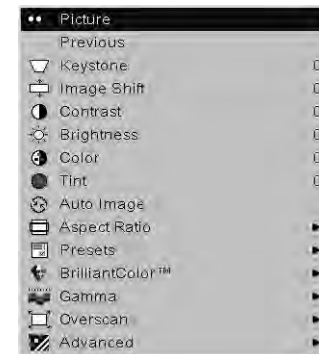 Picture
Previous
Keystone
Image Shift
Contrast
Brightness
Color
Tint
Auto Image
Aspect Ratio
Presets
BrilliantColor™
Gamma
Overscan
Advanced